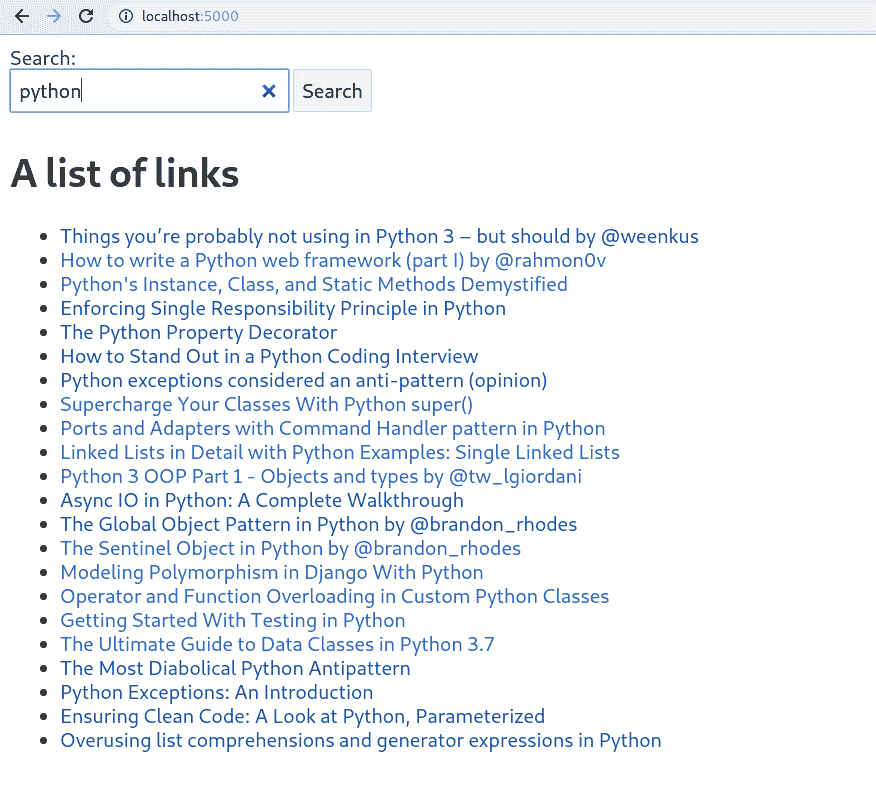 localhost:5000
Search:
python
Search
A list of links
Things you’re probably not using in Python 3 – but should by @weenkus
How to write a Python web framework (part I) by @rahmon0v
Python's Instance, Class, and Static Methods Demystified
Enforcing Single Responsibility Principle in Python
The Python Property Decorator
How to Stand Out in a Python Coding Interview
Python exceptions considered an anti-pattern (opinion)
Supercharge Your Classes With Python super()
Ports and Adapters with Command Handler pattern in Python
Linked Lists in Detail with Python Examples: Single Linked Lists
Python 3 OOP Part 1 - Objects and types by @tw_lgiordani
Async IO in Python: A Complete Walkthrough
The Global Object Pattern in Python by @brandon_rhodes
The Sentinel Object in Python by @brandon_rhodes
Modeling Polymorphism in Django With Python
Operator and Function Overloading in Custom Python Classes
Getting Started With Testing in Python
The Ultimate Guide to Data Classes in Python 3.7
The Most Diabolical Python Antipattern
Python Exceptions: An Introduction
Ensuring Clean Code: A Look at Python, Parameterized
Overusing list comprehensions and generator expressions in Python